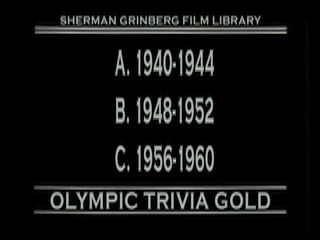 SHERMAN GRINBERG FILM LIBRARY
A. 1940-1944
B. 1948-1952
C. 1956-1960
OLYMPIC TRIVIA GOLD